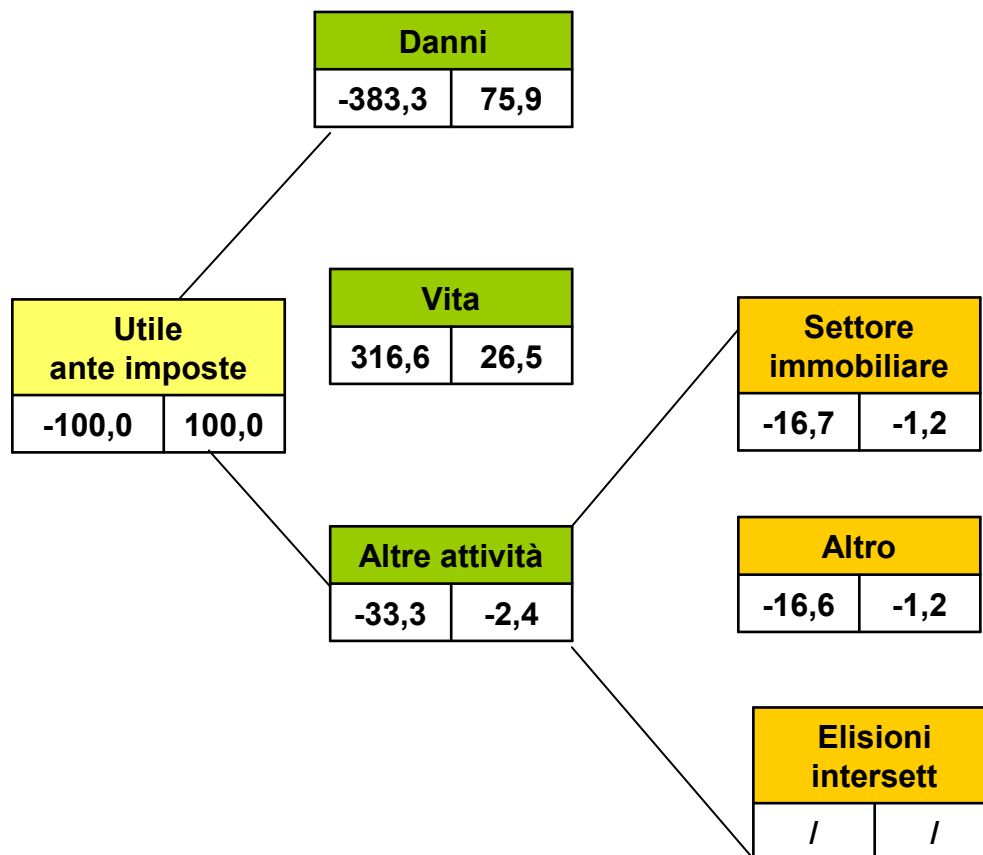 Danni
-383,3 75,9
Vita
316,6 26,5
Utile
ante imposte
-100,0 100,0
Settore
immobiliare
-16,7 -1,2
Altre attività
-33,3 -2,4
Altro
-16,6 -1,2
Elisioni
intersett
/ /